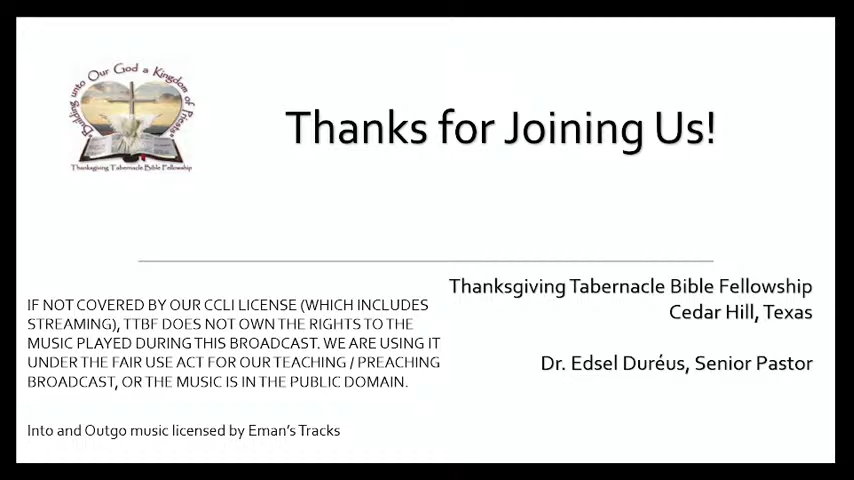 "Building unto Our God a Kingdom of Priests"
Thanksgiving Tabernacle Bible Fellowship
Thanks for Joining Us!
IF NOT COVERED BY OUR CCLI LICENSE (WHICH INCLUDES
STREAMING), TTBF DOES NOT OWN THE RIGHTS TO THE
MUSIC PLAYED DURING THIS BROADCAST. WE ARE USING IT
UNDER THE FAIR USE ACT FOR OUR TEACHING / PREACHING
BROADCAST, OR THE MUSIC IS IN THE PUBLIC DOMAIN.
Into and Outgo music licensed by Eman's Tracks
Thanksgiving Tabernacle Bible Fellowship
Cedar Hill, Texas
Dr. Edsel Duréus, Senior Pastor